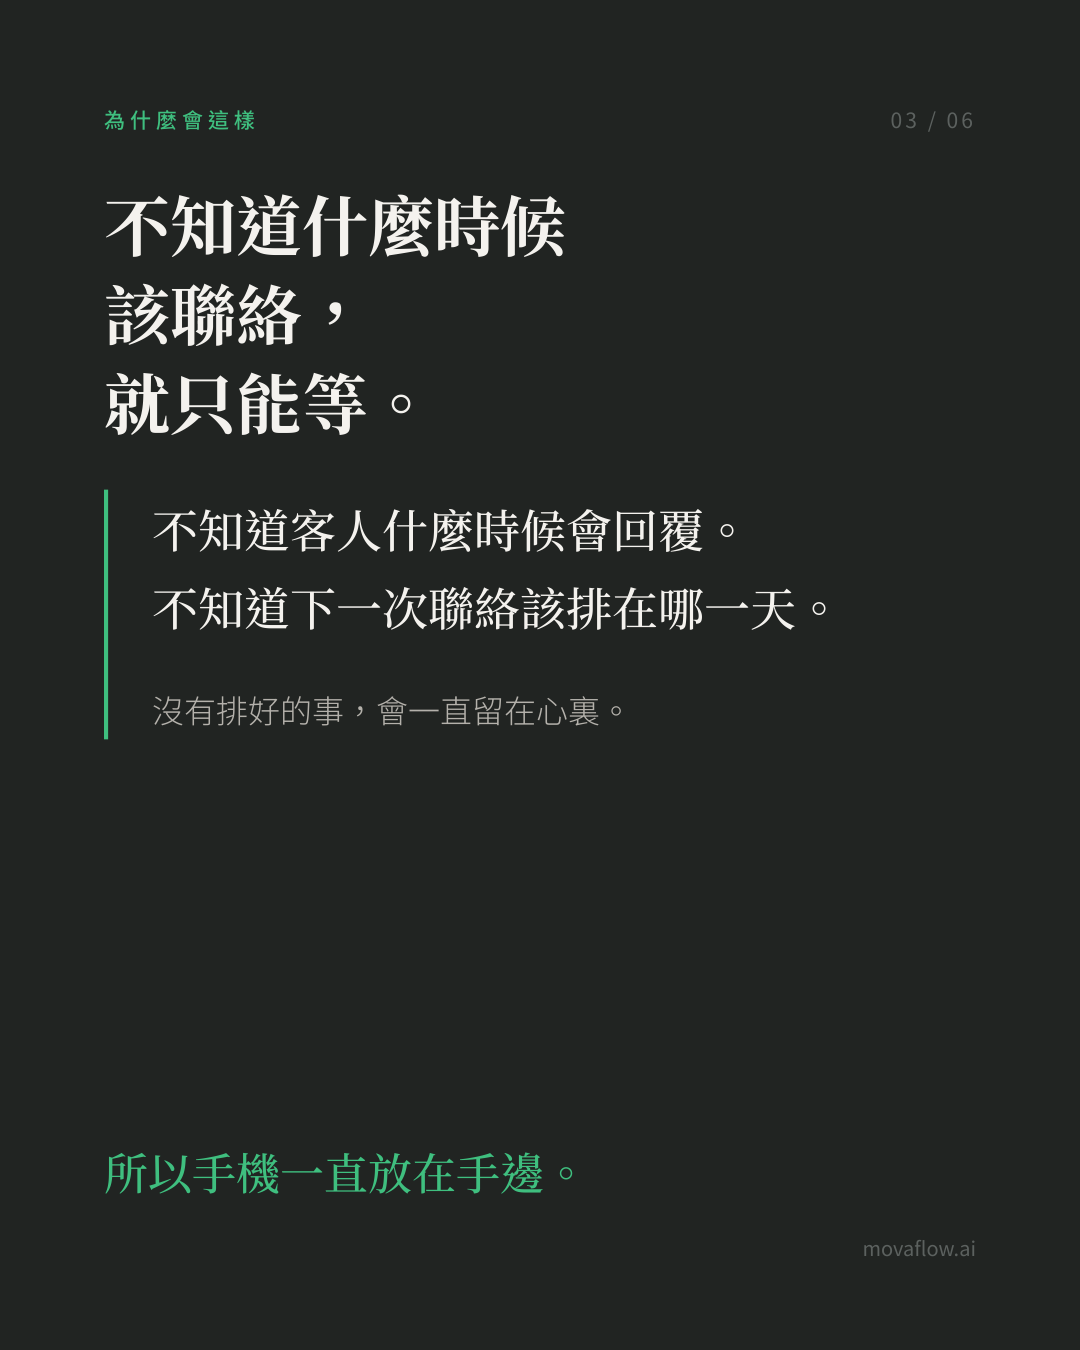 為什麼會這樣
03 / 06
不知道什麼時候
該聯絡，
就只能等。
不知道客人什麼時候會回覆。
不知道下一次聯絡該排在哪一天。
沒有排好的事，會一直留在心裏。
所以手機一直放在手邊。
movaflow.ai